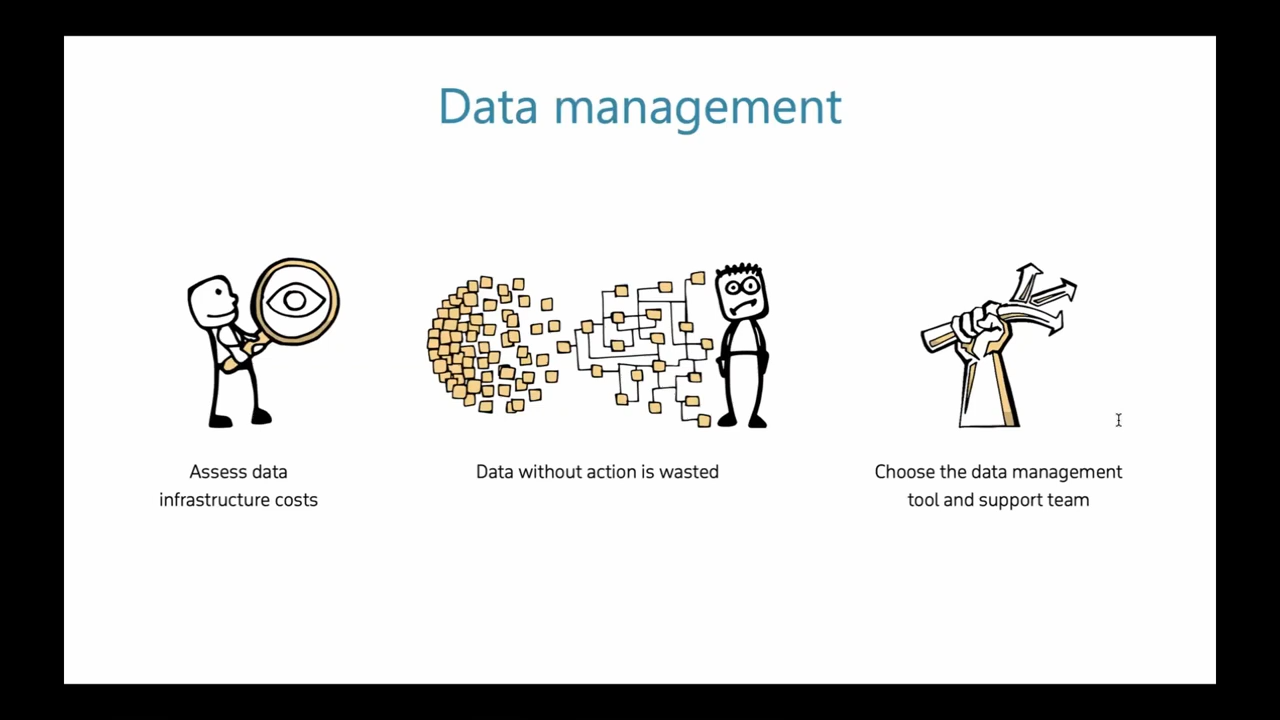 Data management
Assess data
infrastructure costs
Data without action is wasted
Choose the data management
tool and support team